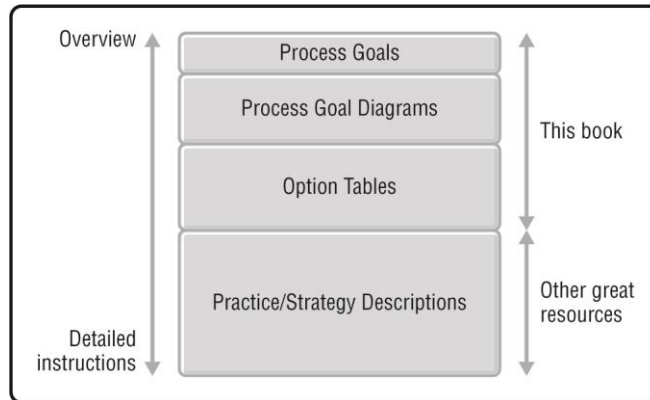 Overview
Process Goals
Process Goal Diagrams
This book
Option Tables
Practice/Strategy Descriptions
Other great
resources
Detailed
instructions